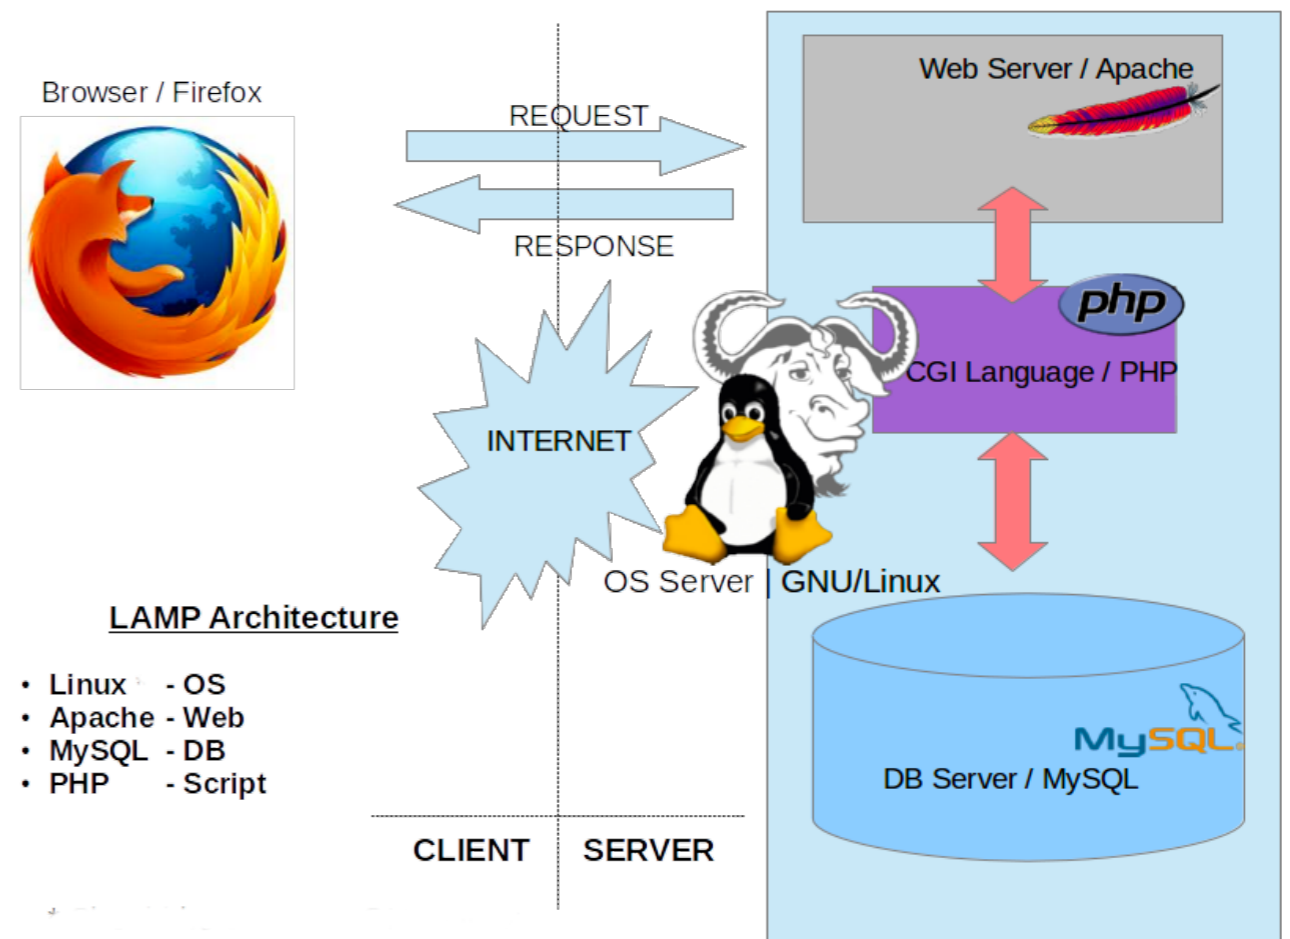 Browser / Firefox
REQUEST
RESPONSE
Web Server / Apache
php
CGI Language / PHP
INTERNET
OS Server | GNU/Linux
LAMP Architecture
• Linux - OS
• Apache - Web
• MySQL - DB
• PHP - Script
MySQL
DB Server / MySQL
CLIENT
SERVER